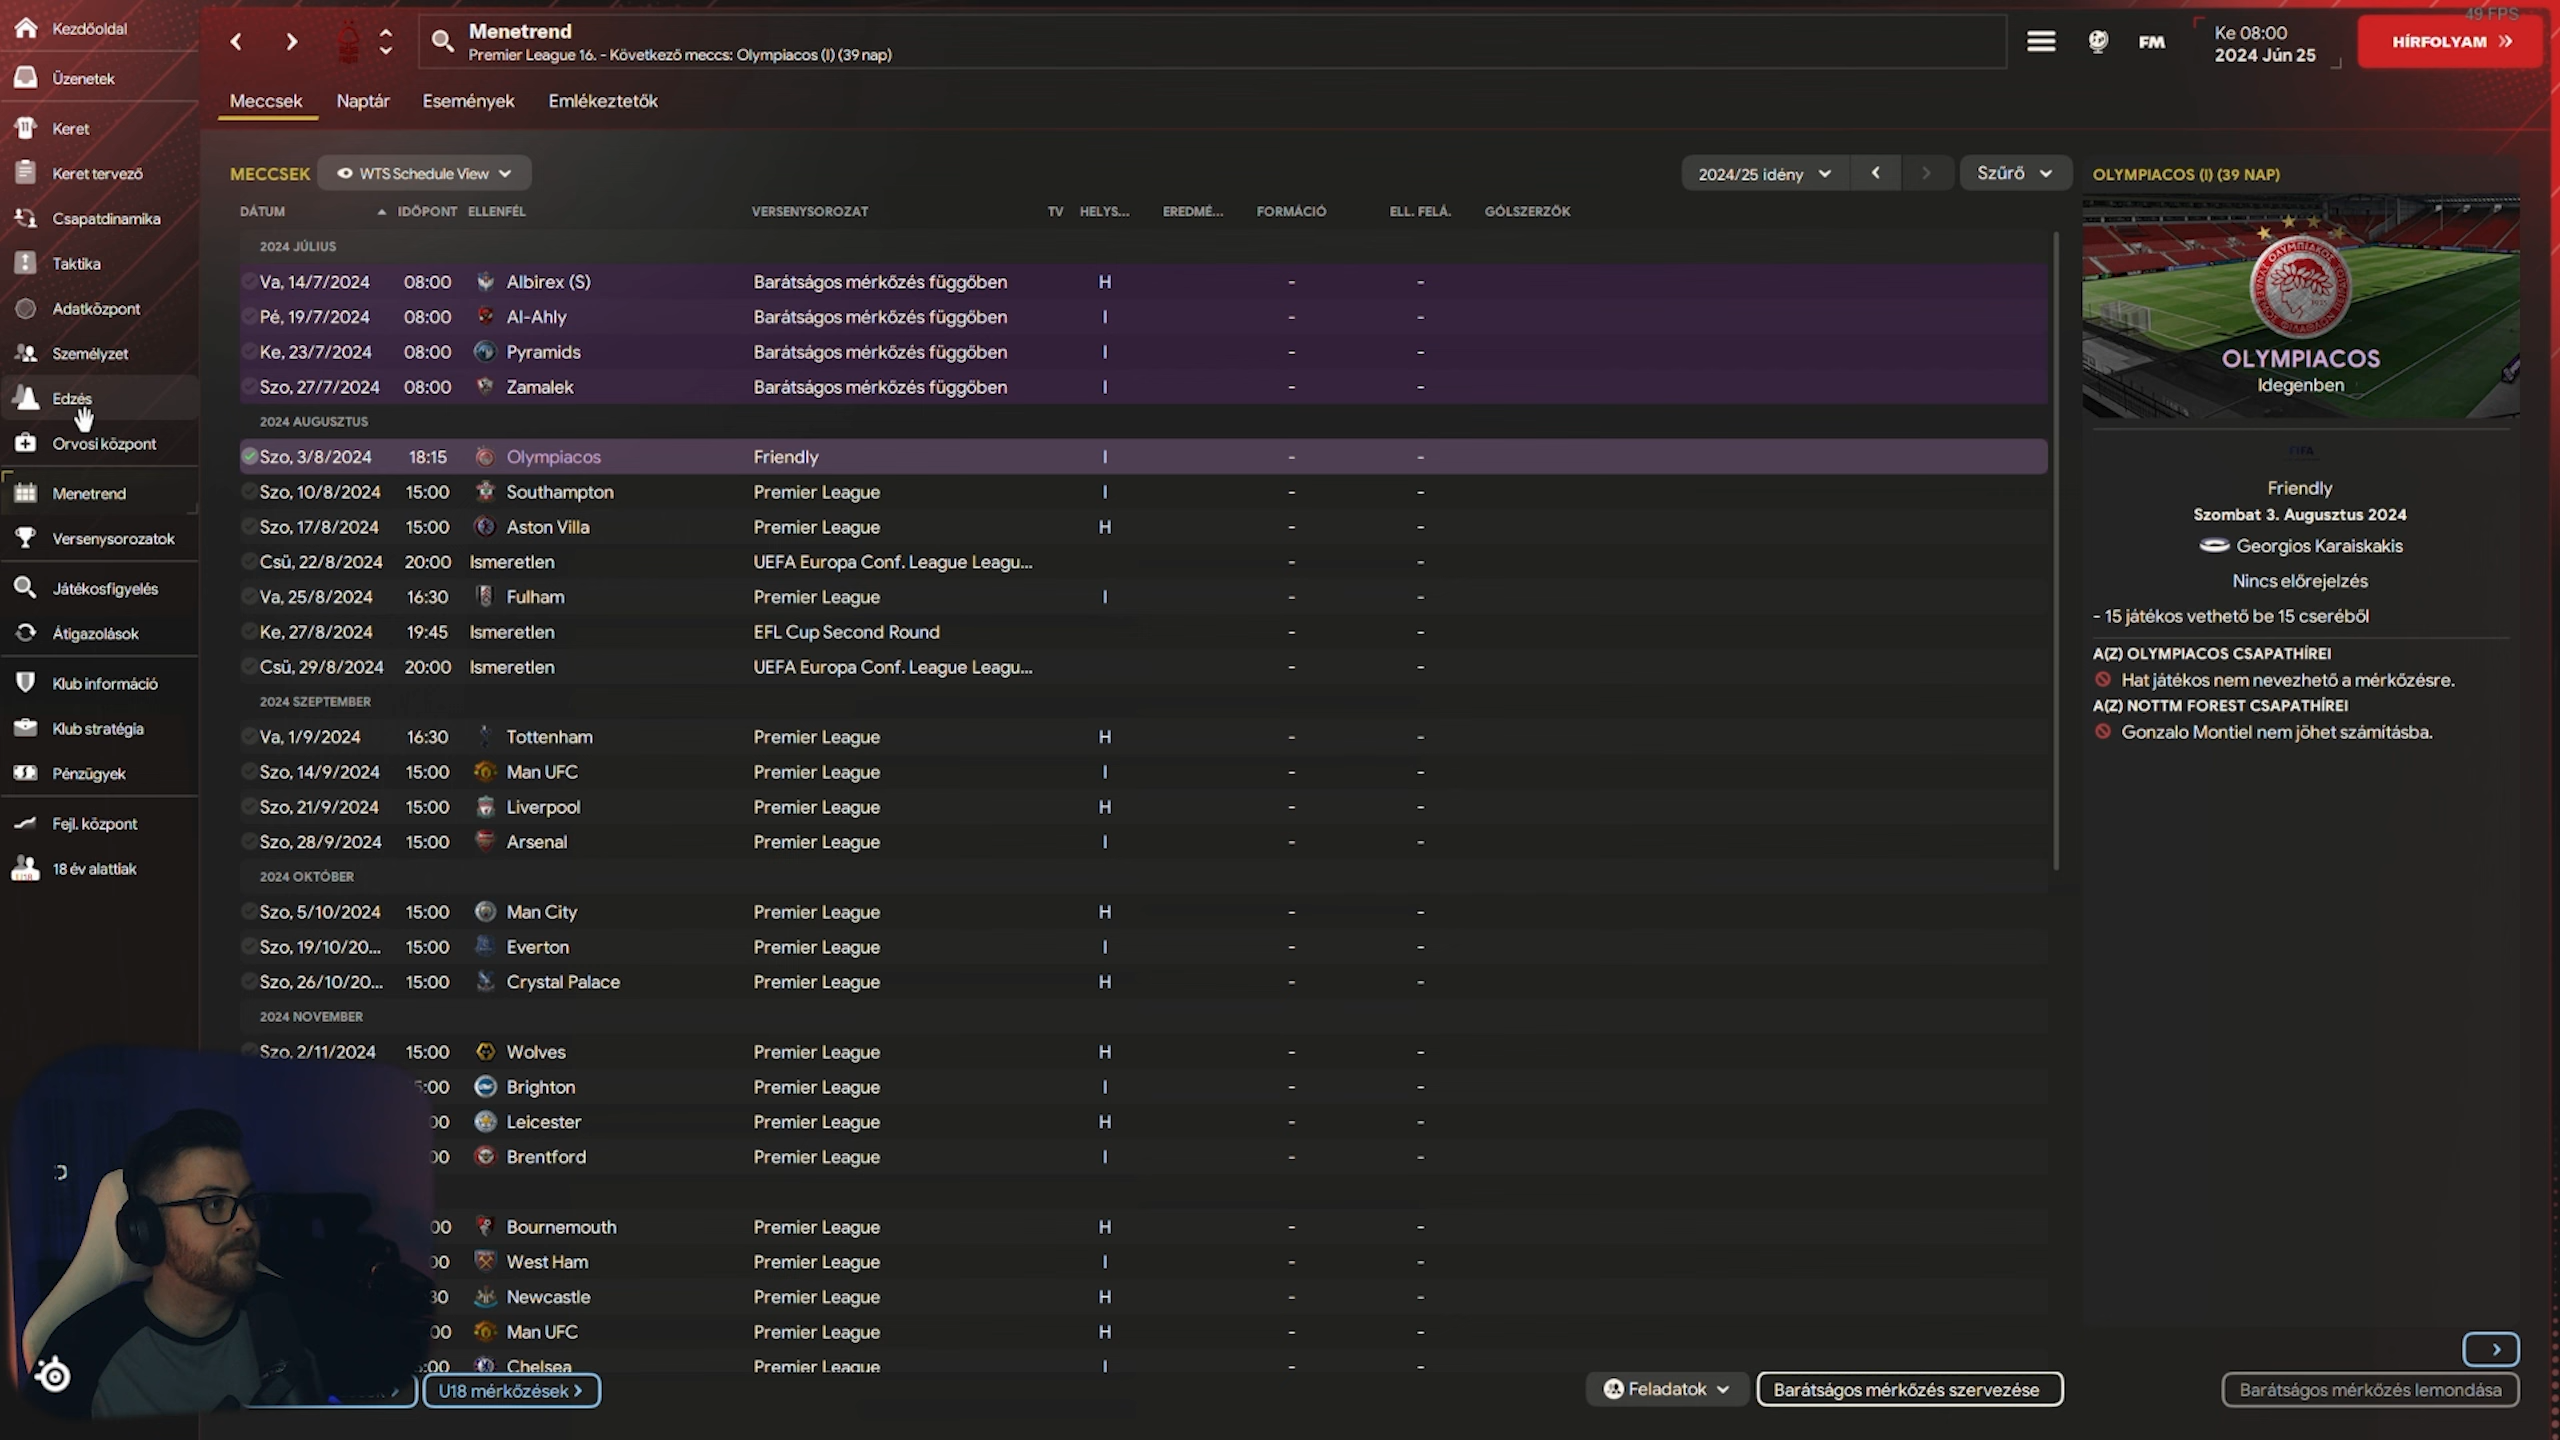 49 FPS
Kezdőoldal
Üzenetek
Keret
Keret tervező
Csapatdinamika
Taktika
Adatközpont
Személyzet
Edzés
Orvosi központ
Menetrend
Versenysorozatok
Játékosfigyelés
Átigazolások
Klub információ
Klub stratégia
Pénzügyek
Fejl. központ
18 év alattiak
Menetrend
Premier League 16. - Következő meccs: Olympiacos (I) (39 nap)
FM
Ke 08:00
2024 Jún 25
HÍRFOLYAM
Meccsek Naptár Események Emlékeztetők
MECCSEK WTS Schedule View 2024/25 idény Szűrő
DÁTUM IDŐPONT ELLENFÉL VERSENYSOROZAT TV HELYS... EREDMÉ... FORMÁCIÓ ELL. FELÁ. GÓLSZERZŐK
2024 JÚLIUS
Va, 14/7/2024 08:00 Albirex (S) Barátságos mérkőzés függőben H - -
Pé, 19/7/2024 08:00 Al-Ahly Barátságos mérkőzés függőben I - -
Ke, 23/7/2024 08:00 Pyramids Barátságos mérkőzés függőben I - -
Szo, 27/7/2024 08:00 Zamalek Barátságos mérkőzés függőben I - -
2024 AUGUSZTUS
Szo, 3/8/2024 18:15 Olympiacos Friendly I - -
Szo, 10/8/2024 15:00 Southampton Premier League I - -
Szo, 17/8/2024 15:00 Aston Villa Premier League H - -
Csü, 22/8/2024 20:00 Ismeretlen UEFA Europa Conf. League Leagu... - -
Va, 25/8/2024 16:30 Fulham Premier League I - -
Ke, 27/8/2024 19:45 Ismeretlen EFL Cup Second Round - -
Csü, 29/8/2024 20:00 Ismeretlen UEFA Europa Conf. League Leagu... - -
2024 SZEPTEMBER
Va, 1/9/2024 16:30 Tottenham Premier League H - -
Szo, 14/9/2024 15:00 Man UFC Premier League I - -
Szo, 21/9/2024 15:00 Liverpool Premier League H - -
Szo, 28/9/2024 15:00 Arsenal Premier League I - -
2024 OKTÓBER
Szo, 5/10/2024 15:00 Man City Premier League H - -
Szo, 19/10/20... 15:00 Everton Premier League I - -
Szo, 26/10/20... 15:00 Crystal Palace Premier League H - -
2024 NOVEMBER
Szo, 2/11/2024 15:00 Wolves Premier League H - -
5:00 Brighton Premier League I - -
00 Leicester Premier League H - -
00 Brentford Premier League I - -
00 Bournemouth Premier League H - -
00 West Ham Premier League I - -
30 Newcastle Premier League H - -
00 Man UFC Premier League H - -
:00 Chelsea Premier League I - -
U18 mérkőzések
Feladatok
Barátságos mérkőzés szervezése
OLYMPIACOS (I) (39 NAP)
OLYMPIACOS
Idegenben
FIFA
Friendly
Szombat 3. Augusztus 2024
Georgios Karaiskakis
Nincs előrejelzés
- 15 játékos vethető be 15 cseréből
A(Z) OLYMPIACOS CSAPATHÍREI
Hat játékos nem nevezhető a mérkőzésre.
A(Z) NOTTM FOREST CSAPATHÍREI
Gonzalo Montiel nem jöhet számításba.
Barátságos mérkőzés lemondása